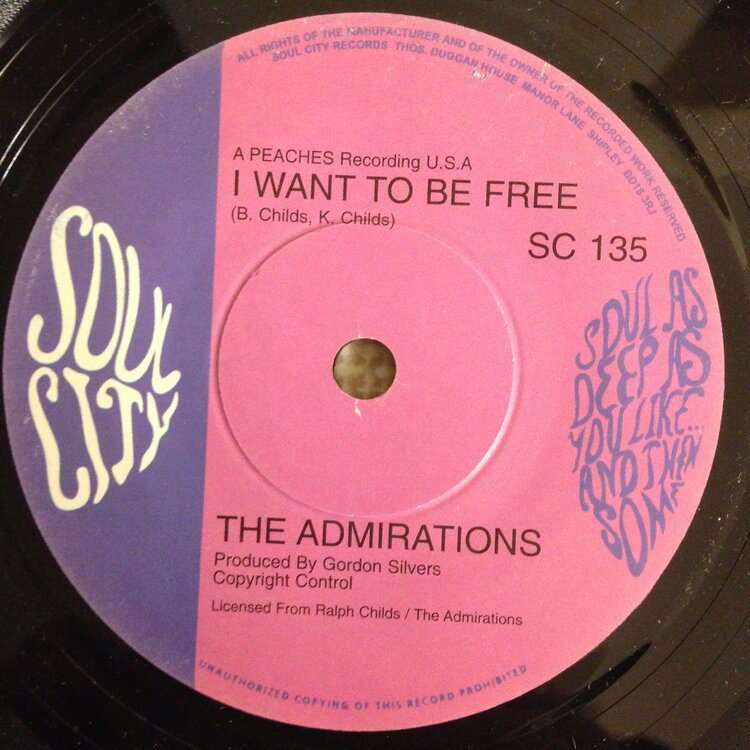 ALL RIGHTS OF THE MANUFACTURER AND OF THE OWNER OF THE RECORDED WORK RESERVED
SOUL CITY RECORDS THOS. DUGGAN HOUSE MANOR LANE SHIRLEY BD18 3RJ
A PEACHES Recording U.S.A
I WANT TO BE FREE
(B. Childs, K. Childs)
SC 135
SOUL
CITY
SOUL AS
DEEP AS
YOU LIKE...
AND THEN
SOME
THE ADMIRATIONS
Produced By Gordon Silvers
Copyright Control
Licensed From Ralph Childs / The Admirations
UNAUTHORIZED COPYING OF THIS RECORD PROHIBITED